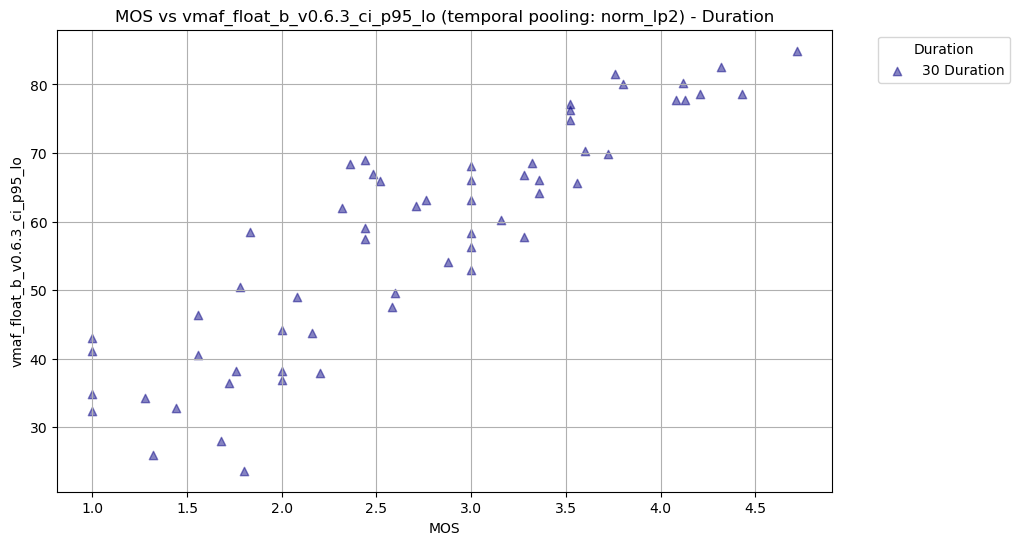 MOS vs vmaf_float_b_v0.6.3_ci_p95_lo (temporal pooling: norm_lp2) - Duration
Duration
30 Duration
vmaf_float_b_v0.6.3_ci_p95_lo
80
70
60
50
40
30
1.0 1.5 2.0 2.5 3.0 3.5 4.0 4.5
MOS